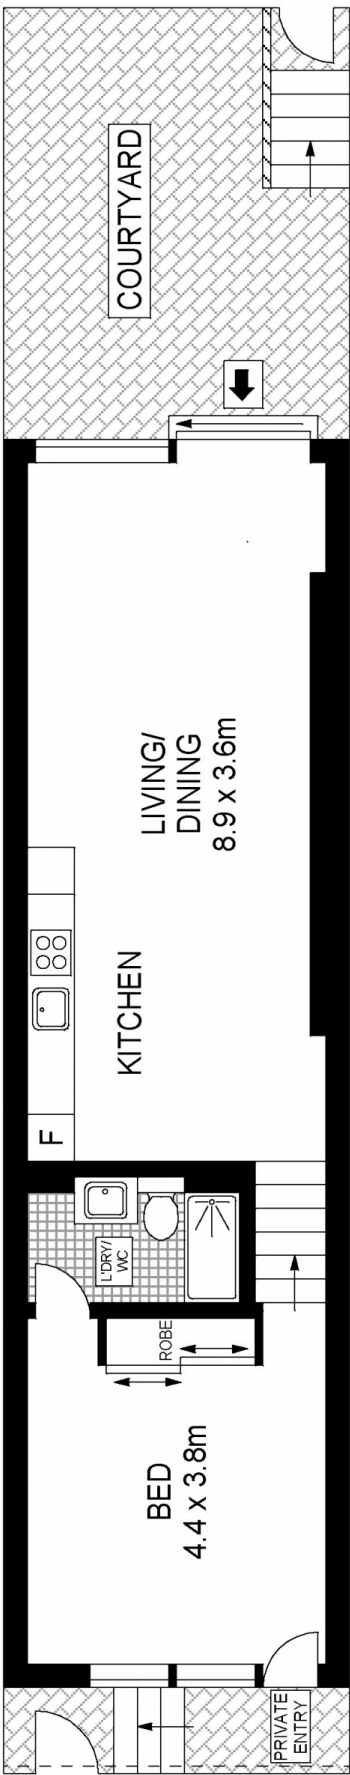 COURTYARD
LIVING/
DINING
8.9 x 3.6m
KITCHEN
F
L'DRY/
WC
ROBE
BED
4.4 x 3.8m
PRIVATE
ENTRY